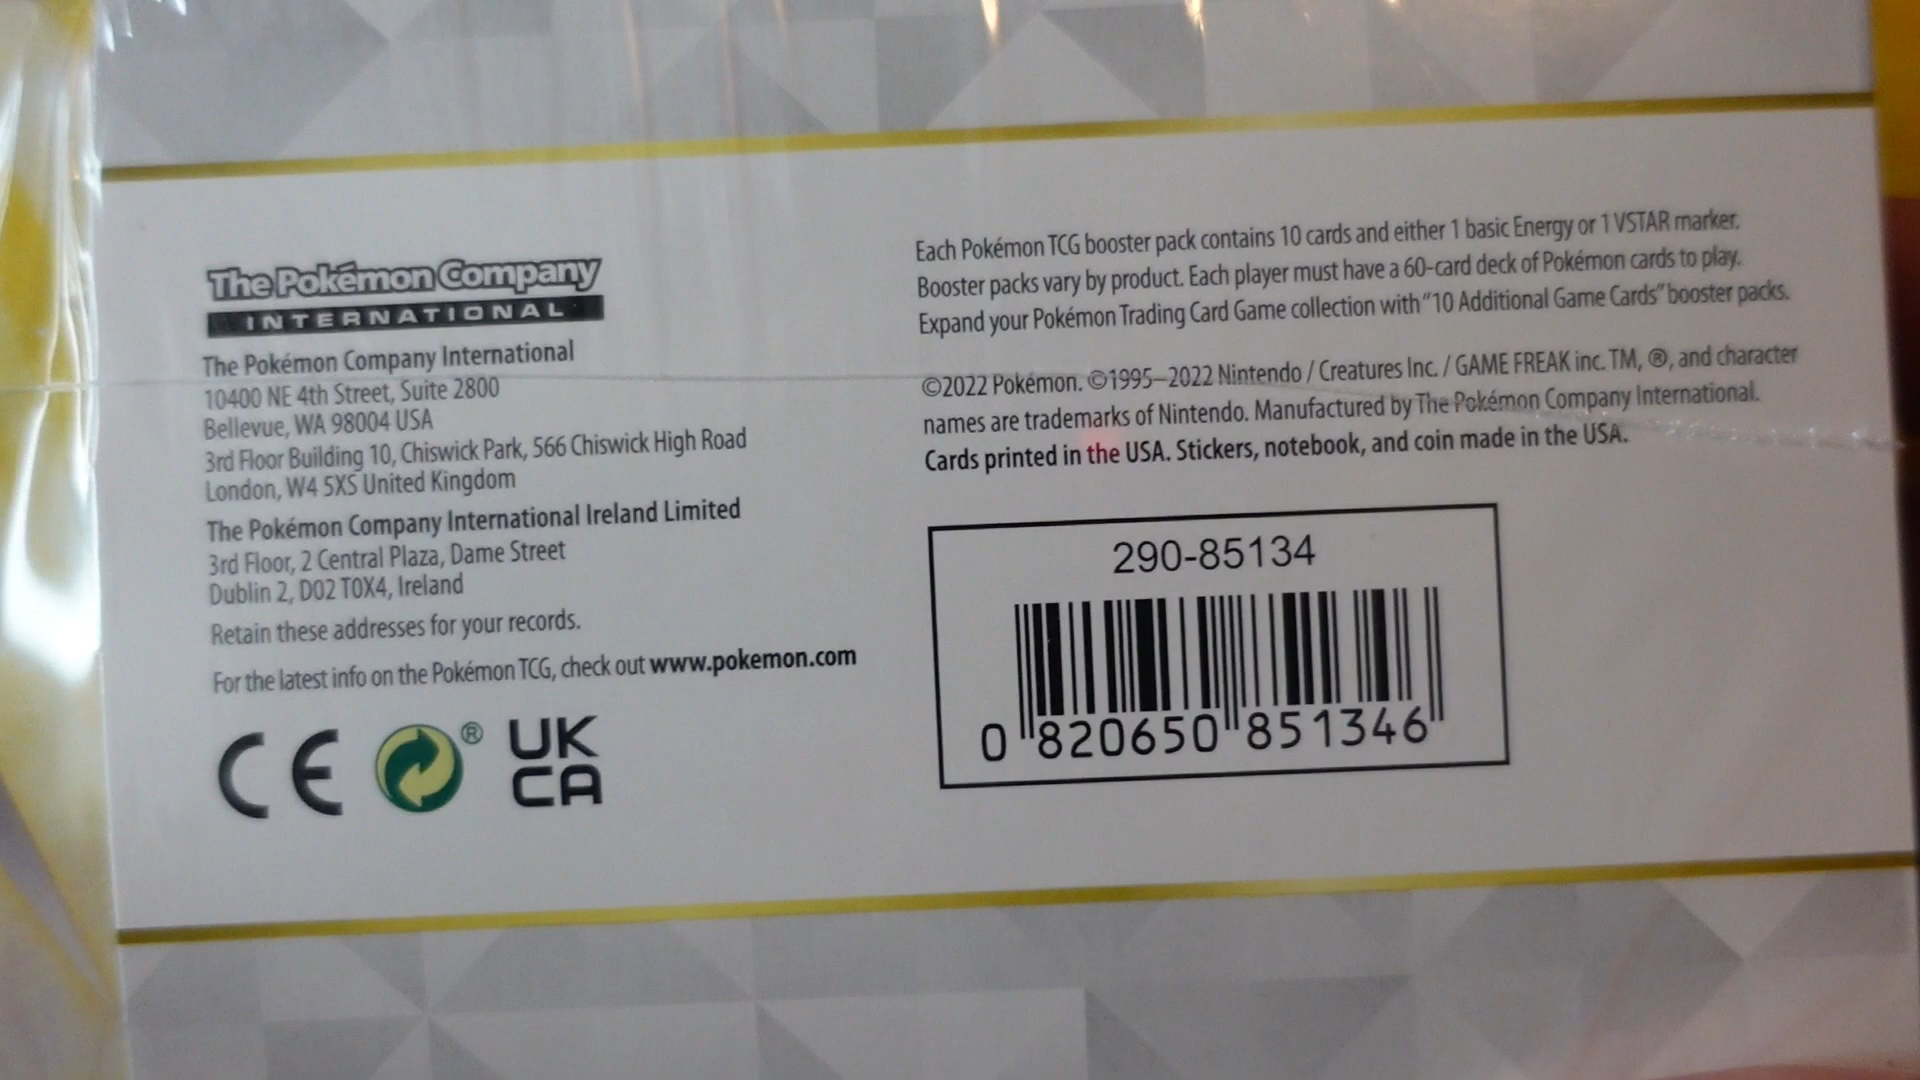 The Pokémon Company
INTERNATIONAL
The Pokémon Company International
10400 NE 4th Street, Suite 2800
Bellevue, WA 98004 USA
3rd Floor Building 10, Chiswick Park, 566 Chiswick High Road
London, W4 5XS United Kingdom
The Pokémon Company International Ireland Limited
3rd Floor, 2 Central Plaza, Dame Street
Dublin 2, D02 T0X4, Ireland
Retain these addresses for your records.
For the latest info on the Pokémon TCG, check out www.pokemon.com
CE ® UK
CA
Each Pokémon TCG booster pack contains 10 cards and either 1 basic Energy or 1 VSTAR marker.
Booster packs vary by product. Each player must have a 60-card deck of Pokémon cards to play.
Expand your Pokémon Trading Card Game collection with "10 Additional Game Cards" booster packs.
©2022 Pokémon. ©1995–2022 Nintendo / Creatures Inc. / GAME FREAK inc. TM, ®, and character
names are trademarks of Nintendo. Manufactured by The Pokémon Company International.
Cards printed in the USA. Stickers, notebook, and coin made in the USA.
290-85134
0 820650 851346